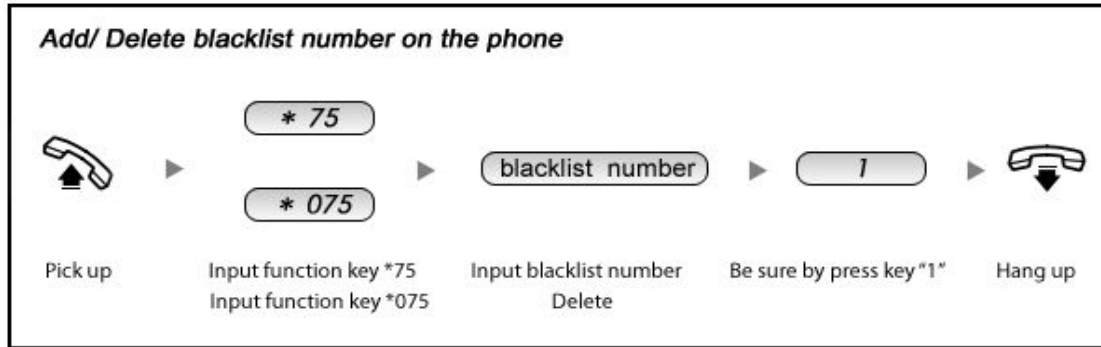 Add/ Delete blacklist number on the phone
* 75
* 075
blacklist number
1
Pick up
Input function key *75
Input function key *075
Input blacklist number
Delete
Be sure by press key "1"
Hang up